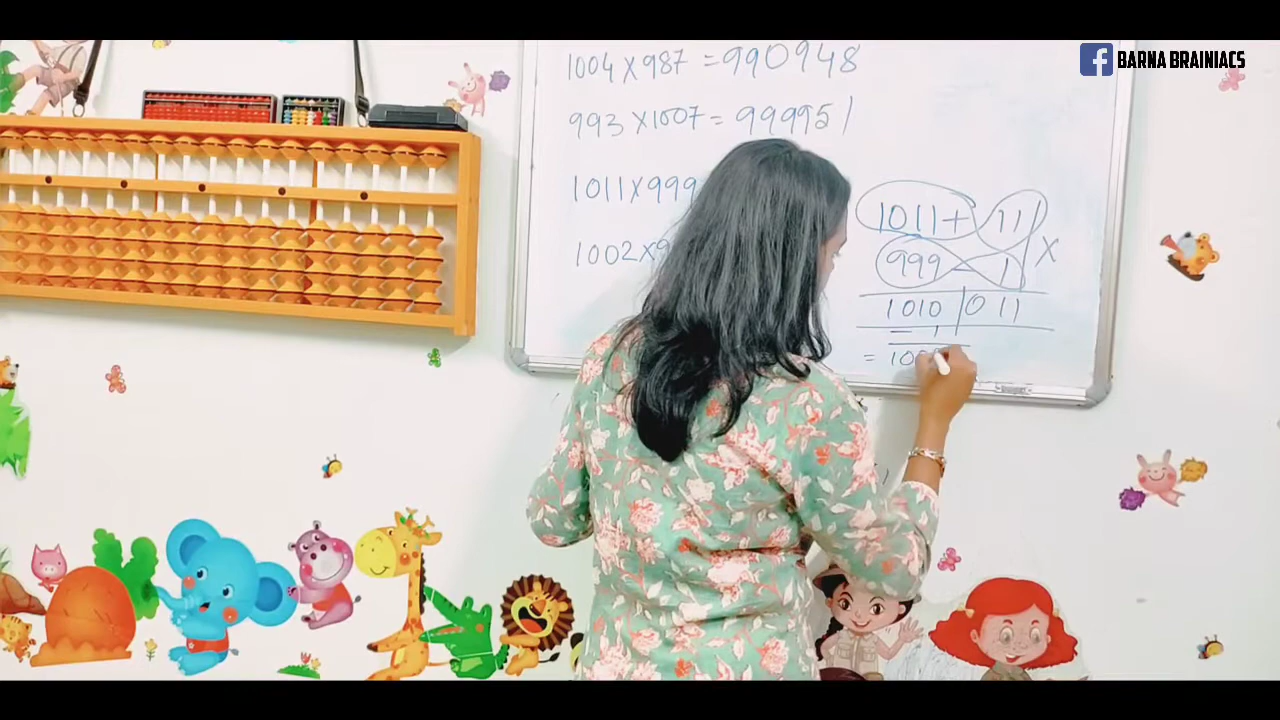 BARNA BRAINIACS
1004 X 987 = 990948
993 X 1007 = 999951
1011 X 999
1002 X 9
1011 + 11
X
999 - 1
1010 | 011
- 1
= 100